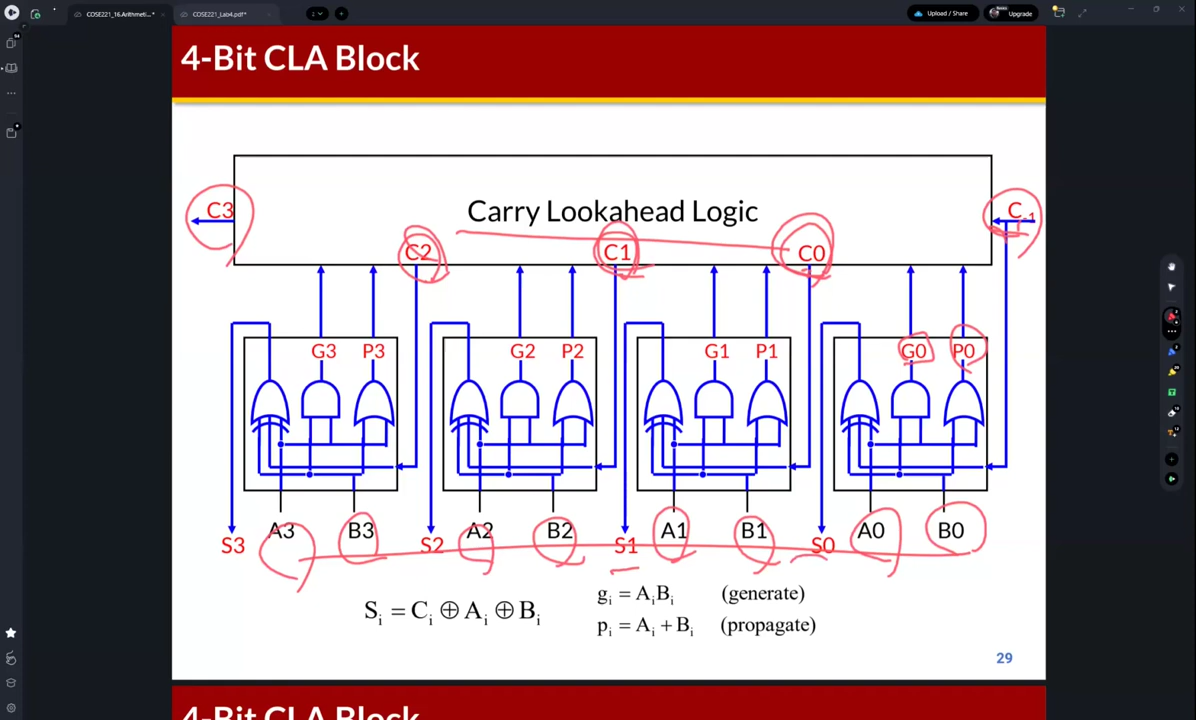 COSE221_16.Arithmeti...* COSE221_Lab4.pdf* 2 Upload / Share Upgrade
4-Bit CLA Block
C3 Carry Lookahead Logic C-1
C2 C1 C0
G3 P3 G2 P2 G1 P1 G0 P0
A3 B3 A2 B2 A1 B1 A0 B0
S3 S2 S1 S0
Sᵢ = Cᵢ ⊕ Aᵢ ⊕ Bᵢ
gᵢ = AᵢBᵢ (generate)
pᵢ = Aᵢ + Bᵢ (propagate)
29
4-Bit CLA Block